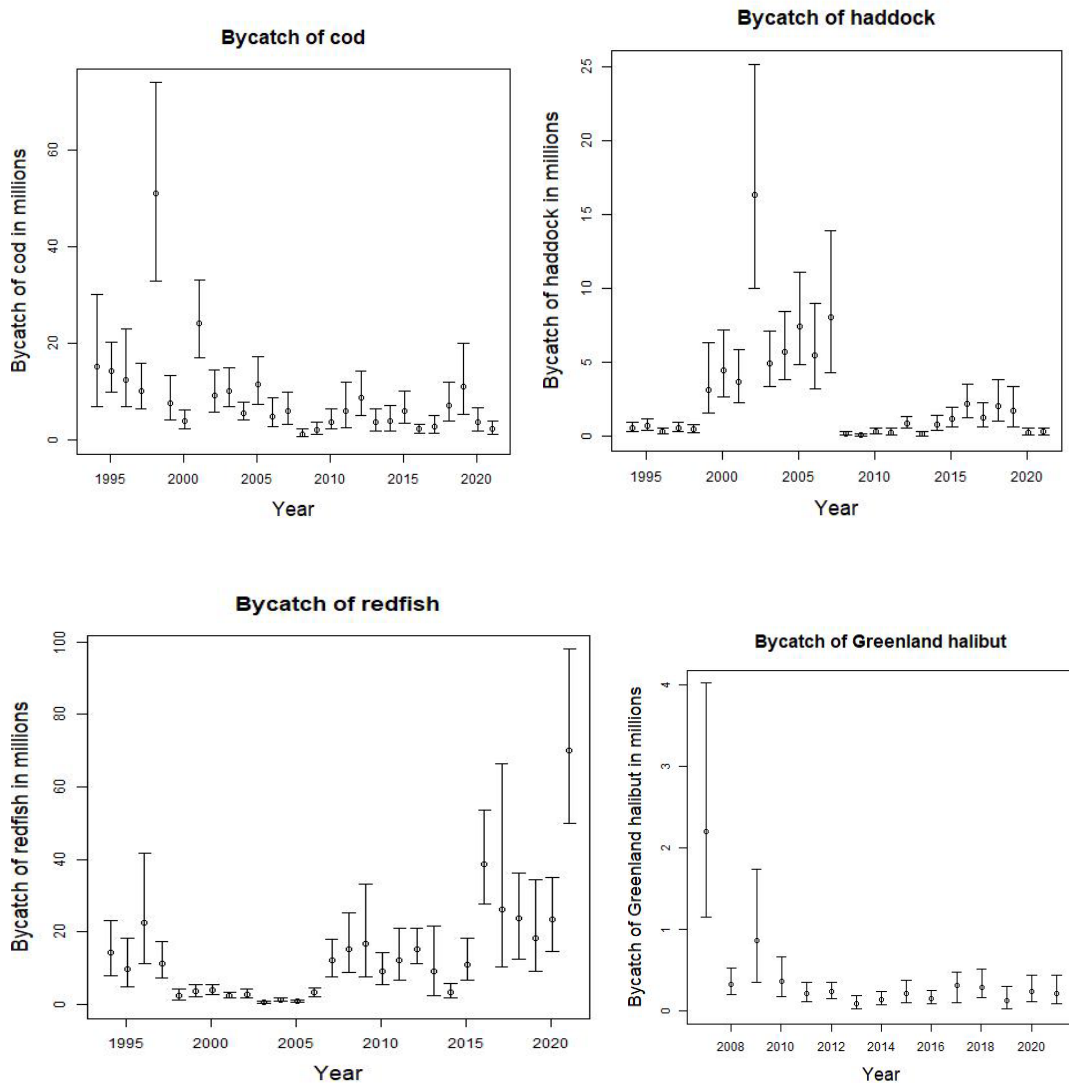 Bycatch of cod
Bycatch of cod in millions
60
40
20
0
1995 2000 2005 2010 2015 2020
Year
Bycatch of haddock
Bycatch of haddock in millions
25
20
15
10
5
0
1995 2000 2005 2010 2015 2020
Year
Bycatch of redfish
Bycatch of redfish in millions
100
80
60
40
20
0
1995 2000 2005 2010 2015 2020
Year
Bycatch of Greenland halibut
Bycatch of Greenland halibut in millions
4
3
2
1
0
2008 2010 2012 2014 2016 2018 2020
Year